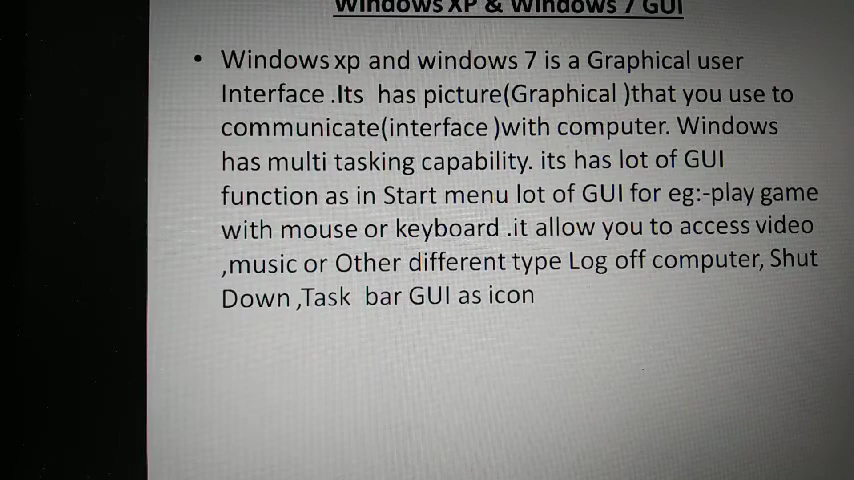 Windows XP & Windows 7 GUI
• Windows xp and windows 7 is a Graphical user
Interface .Its has picture(Graphical )that you use to
communicate(interface )with computer. Windows
has multi tasking capability. its has lot of GUI
function as in Start menu lot of GUI for eg:-play game
with mouse or keyboard .it allow you to access video
,music or Other different type Log off computer, Shut
Down ,Task bar GUI as icon